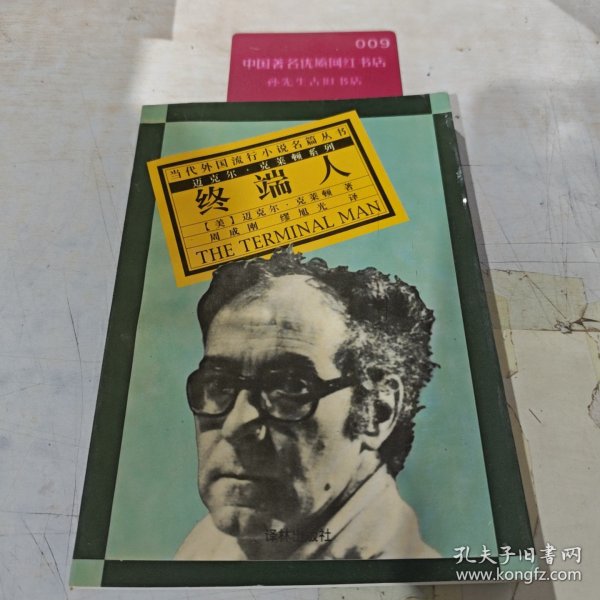 009
中国著名优质网红书店
孙先生古旧书店
当代外国流行小说名篇丛书
迈克尔·克莱顿系列
终端人
【美】迈克尔·克莱顿 著
周成刚 缪旭光 译
THE TERMINAL MAN
译林出版社
孔夫子旧书网
www.kongfz.com